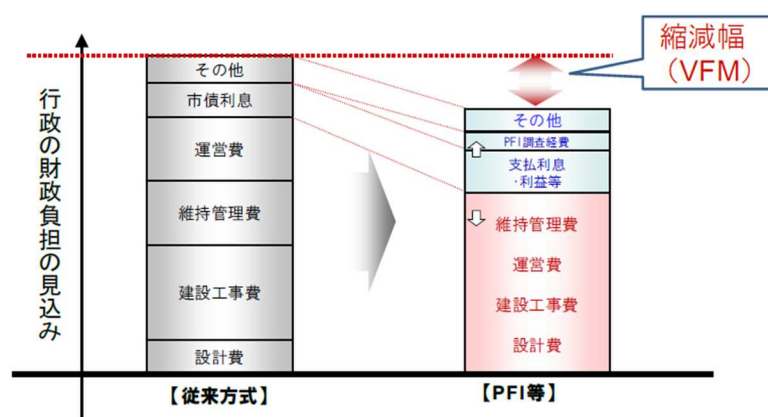 縮減幅
（VFM）
行政の財政負担の見込み
その他
市債利息
運営費
維持管理費
建設工事費
設計費
【従来方式】
その他
PFI調査経費
支払利息
・利益等
維持管理費
運営費
建設工事費
設計費
【PFI等】